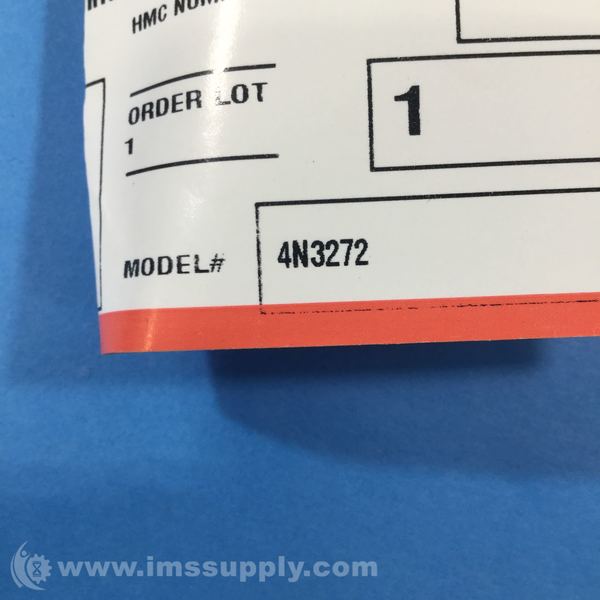 HMC
ORDER LOT
1
1
MODEL#
4N3272
www.imssupply.com